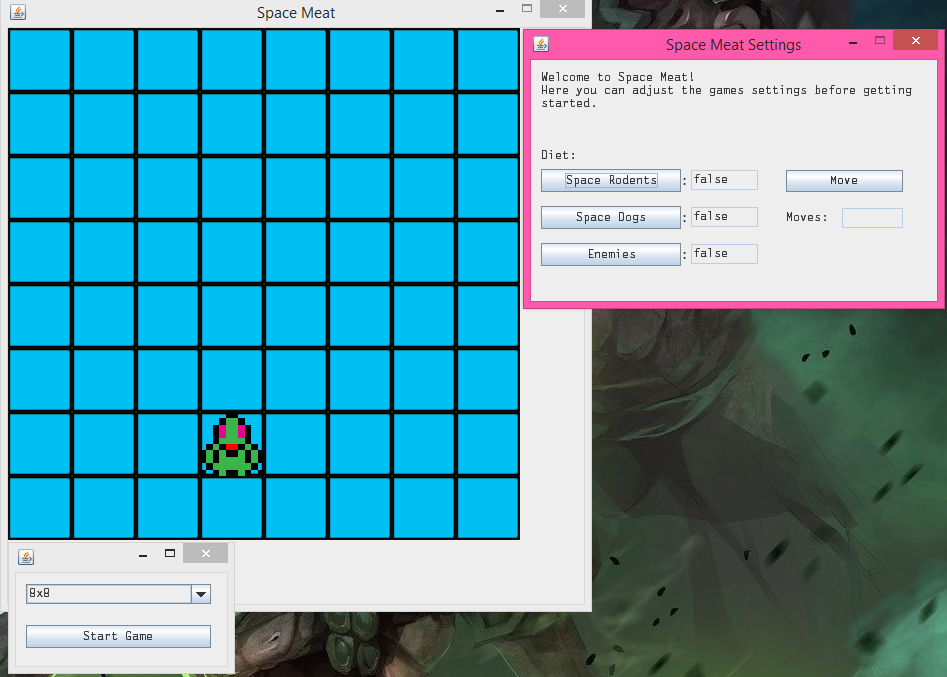 Space Meat
Space Meat Settings
Welcome to Space Meat!
Here you can adjust the games settings before getting
started.
Diet:
Space Rodents : false Move
Space Dogs : false Moves:
Enemies : false
8x8
Start Game